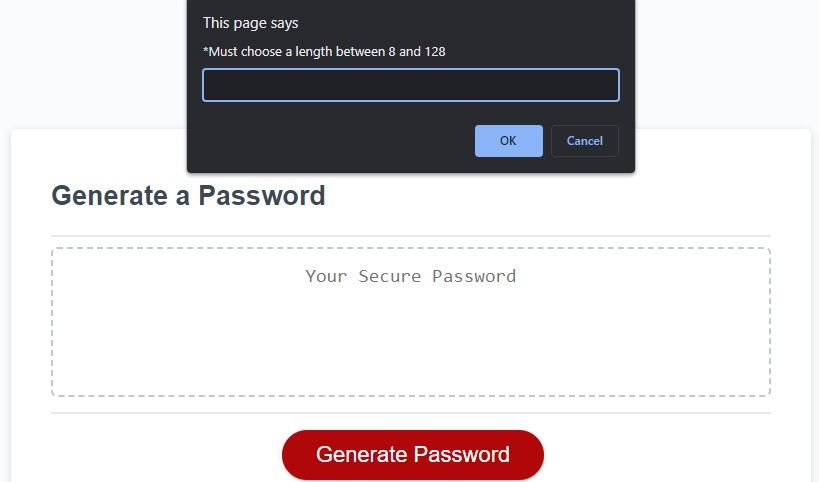 This page says
*Must choose a length between 8 and 128
OK
Cancel
Generate a Password
Your Secure Password
Generate Password